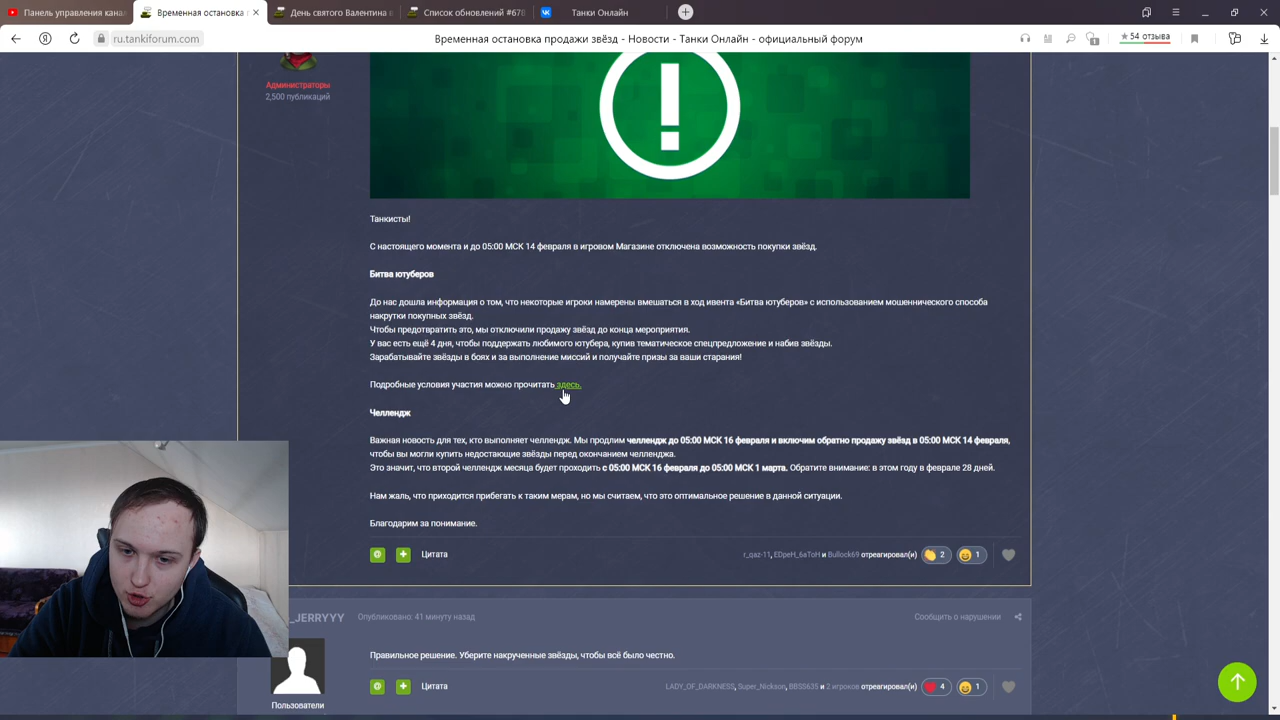 Панель управления канал
Временная остановка п
День святого Валентина в
Список обновлений #678
Танки Онлайн
ru.tankiforum.com
Временная остановка продажи звёзд - Новости - Танки Онлайн - официальный форум
★ 54 отзыва
Администраторы
2,500 публикаций
Танкисты!
С настоящего момента и до 05:00 МСК 14 февраля в игровом Магазине отключена возможность покупки звёзд.
Битва ютуберов
До нас дошла информация о том, что некоторые игроки намерены вмешаться в ход ивента «Битва ютуберов» с использованием мошеннического способа
накрутки покупных звёзд.
Чтобы предотвратить это, мы отключили продажу звёзд до конца мероприятия.
У вас есть ещё 4 дня, чтобы поддержать любимого ютубера, купив тематическое спецпредложение и набив звёзды.
Зарабатывайте звёзды в боях и за выполнение миссий и получайте призы за ваши старания!
Подробные условия участия можно прочитать здесь.
Челлендж
Важная новость для тех, кто выполняет челлендж. Мы продлим челлендж до 05:00 МСК 16 февраля и включим обратно продажу звёзд в 05:00 МСК 14 февраля,
чтобы вы могли купить недостающие звёзды перед окончанием челленджа.
Это значит, что второй челлендж месяца будет проходить с 05:00 МСК 16 февраля до 05:00 МСК 1 марта. Обратите внимание: в этом году в феврале 28 дней.
Нам жаль, что приходится прибегать к таким мерам, но мы считаем, что это оптимальное решение в данной ситуации.
Благодарим за понимание.
Цитата
r_qaz-11, EDpeH_6aToH и Bullock69 отреагировал(и) 2 1
_JERRYYY
Опубликовано: 41 минуту назад
Сообщить о нарушении
Правильное решение. Уберите накрученные звёзды, чтобы всё было честно.
Цитата
LADY_OF_DARKNESS, Super_Nickson, BBSS635 и 2 игроков отреагировал(и) 4 1
Пользователи